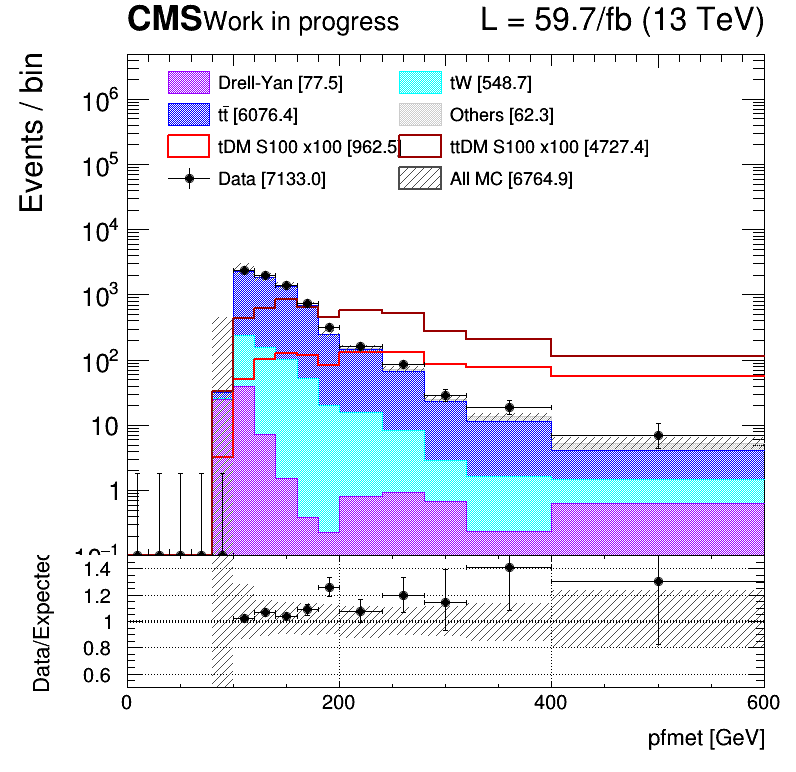 CMS Work in progress L = 59.7/fb (13 TeV)
Events / bin
Drell-Yan [77.5] tW [548.7]
tt̄ [6076.4] Others [62.3]
tDM S100 x100 [962.5] ttDM S100 x100 [4727.4]
Data [7133.0] All MC [6764.9]
10⁶
10⁵
10⁴
10³
10²
10
1
10⁻¹
Data/Expected
1.4
1.2
1
0.8
0.6
0 200 400 600
pfmet [GeV]